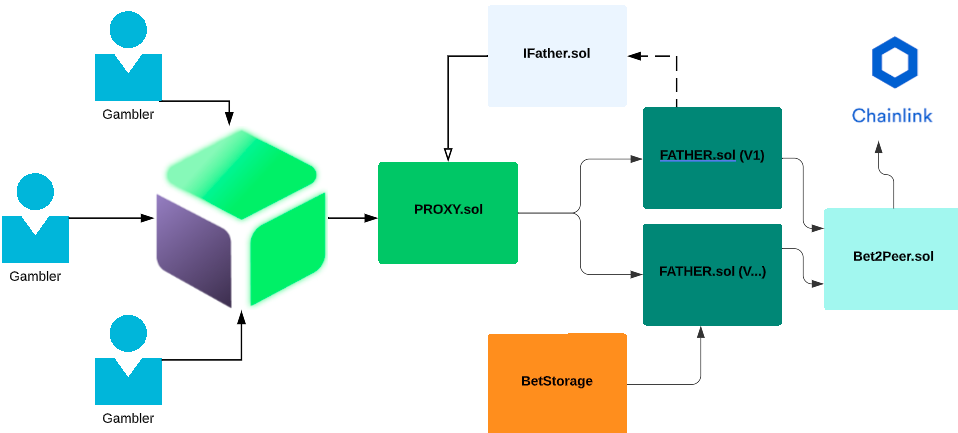 Gambler
Gambler
Gambler
IFather.sol
PROXY.sol
FATHER.sol (V1)
FATHER.sol (V...)
BetStorage
Bet2Peer.sol
Chainlink